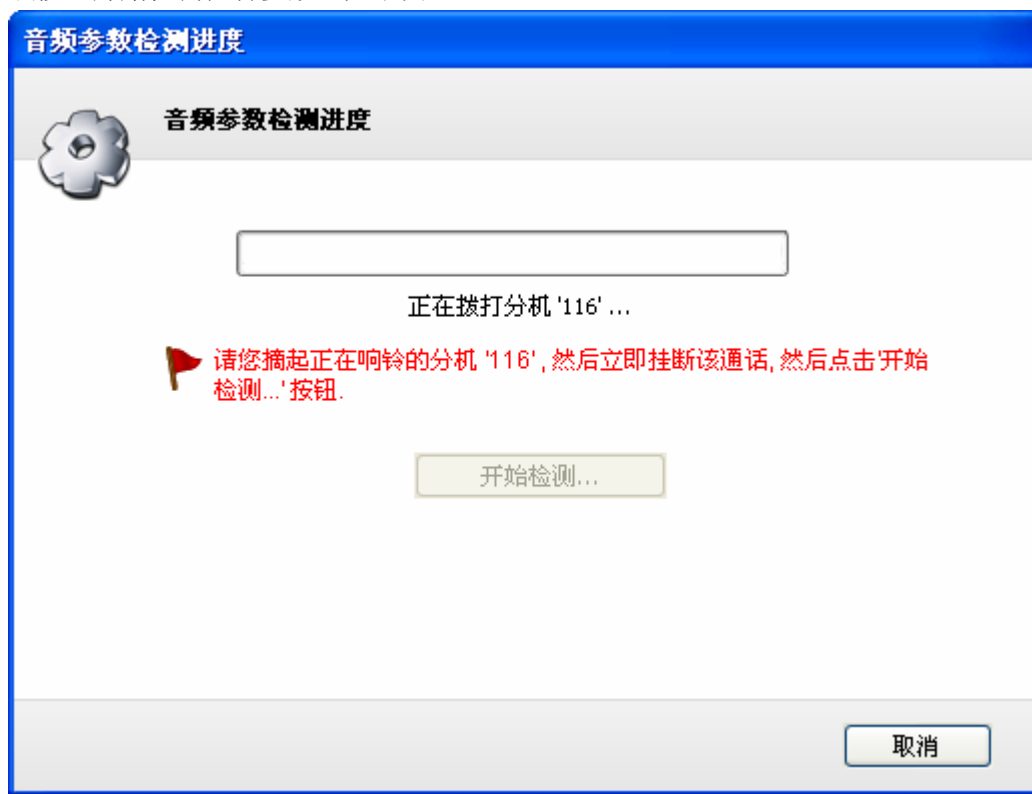 音频参数检测进度
音频参数检测进度
正在拨打分机 '116' ...
请您摘起正在响铃的分机 '116' , 然后立即挂断该通话, 然后点击'开始
检测...' 按钮.
开始检测...
取消